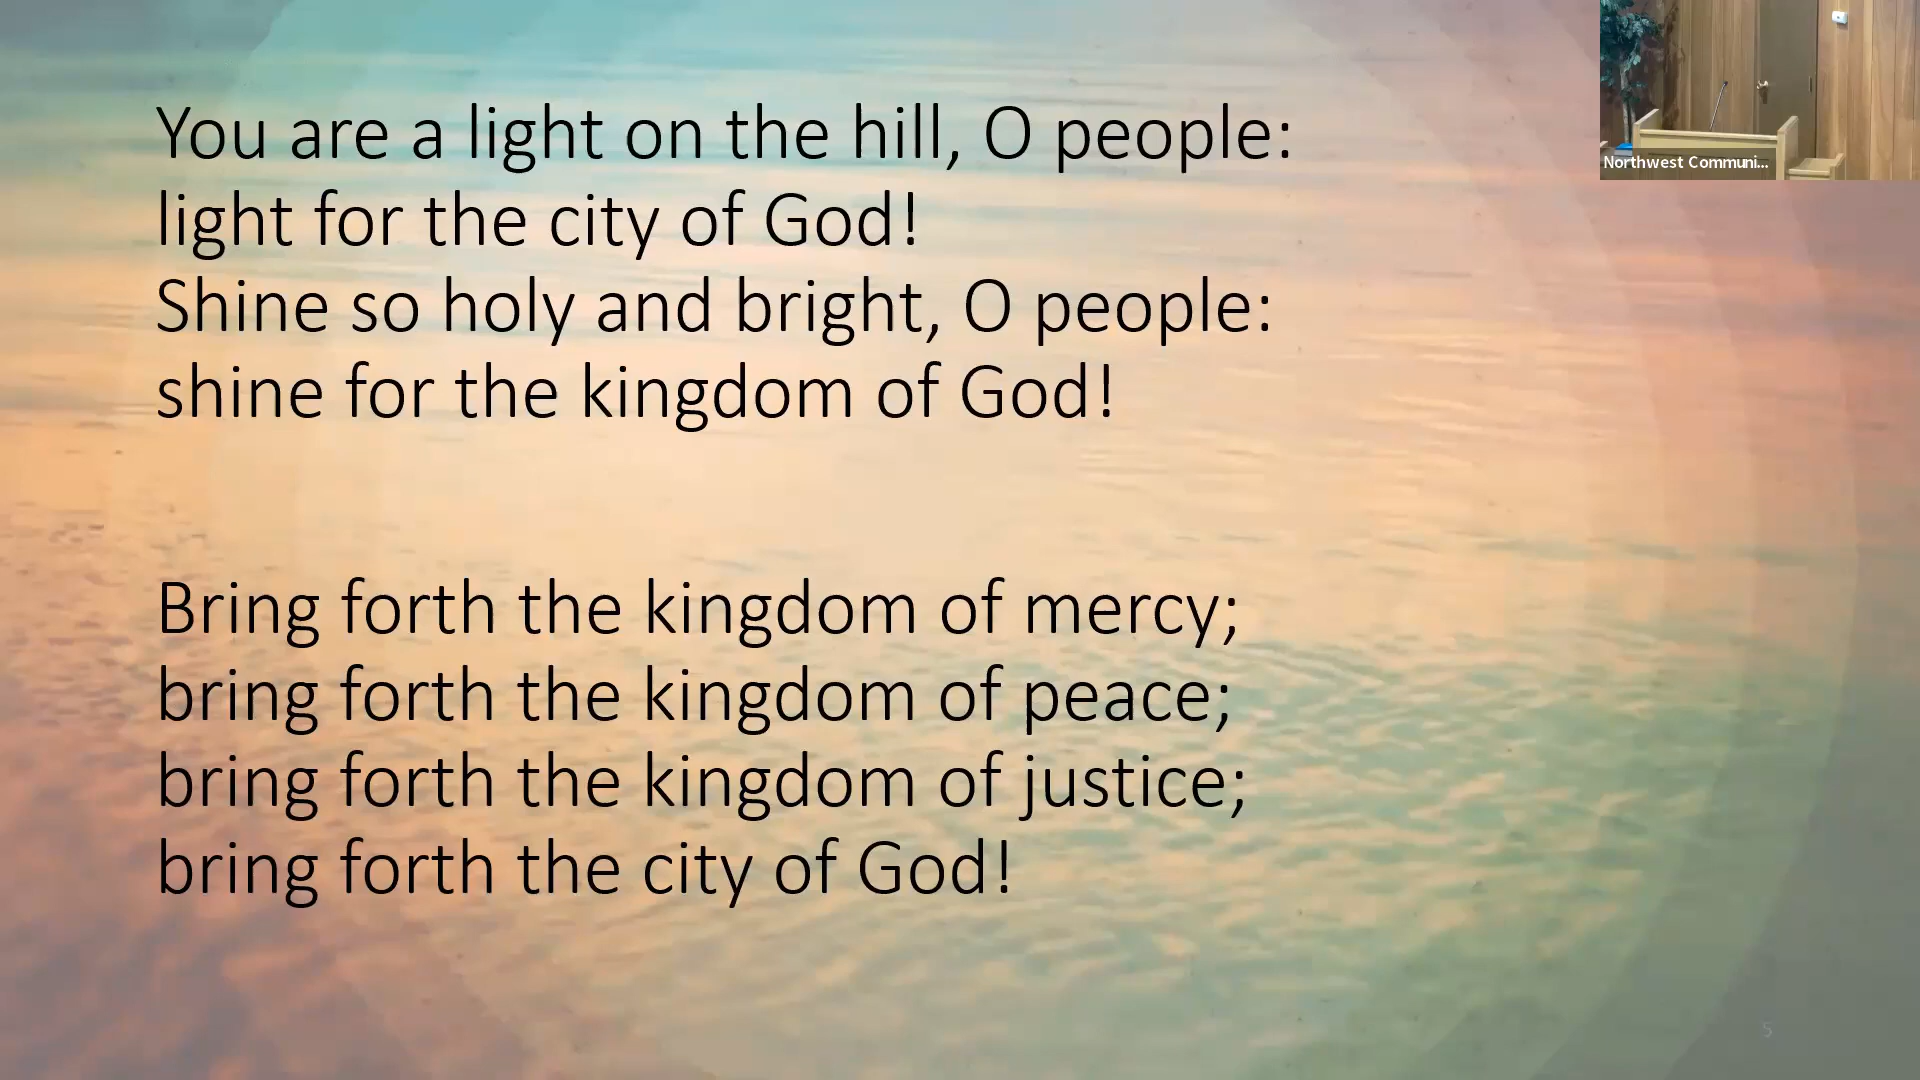 You are a light on the hill, O people:
light for the city of God!
Shine so holy and bright, O people:
shine for the kingdom of God!
Bring forth the kingdom of mercy;
bring forth the kingdom of peace;
bring forth the kingdom of justice;
bring forth the city of God!
Northwest Communi...
5